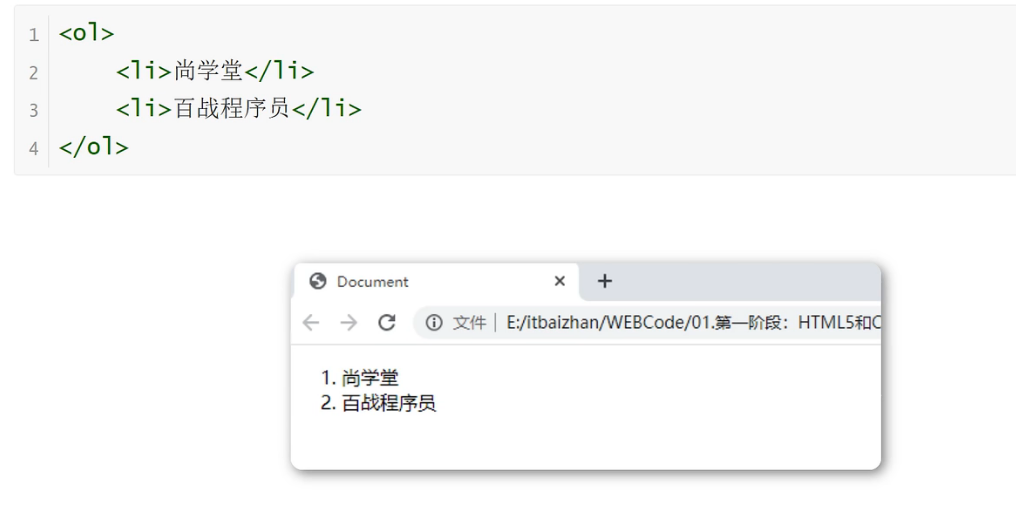 1 <ol>
2     <li>尚学堂</li>
3     <li>百战程序员</li>
4 </ol>
Document
文件 E:/itbaizhan/WEBCode/01.第一阶段：HTML5和C
1. 尚学堂
2. 百战程序员